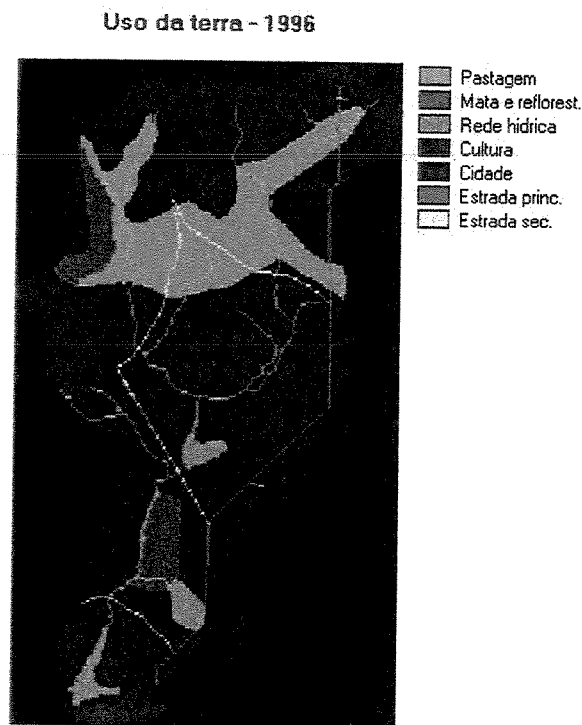 Uso da terra - 1996
Pastagem
Mata e reflorest.
Rede hídrica
Cultura
Cidade
Estrada princ.
Estrada sec.